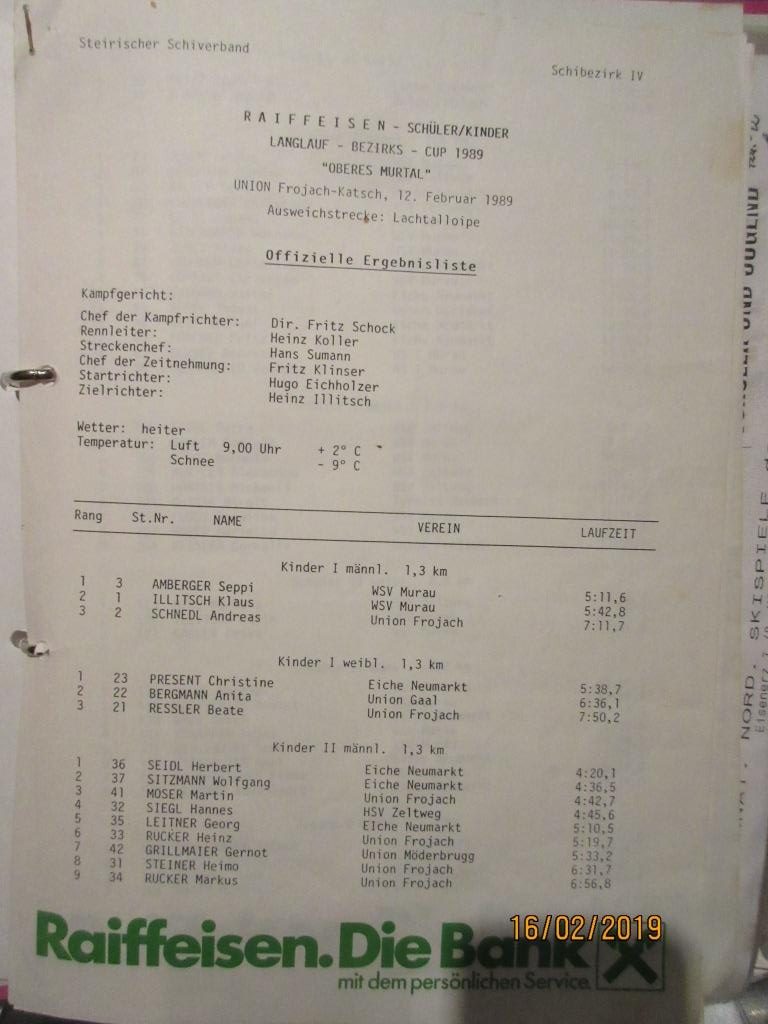 Steirischer Schiverband
Schibezirk IV
R A I F F E I S E N - SCHÜLER/KINDER
LANGLAUF - BEZIRKS - CUP 1989
"OBERES MURTAL"
UNION Frojach-Katsch, 12. Februar 1989
Ausweichstrecke: Lachtalloipe
Offizielle Ergebnisliste
Kampfgericht:
Chef der Kampfrichter: Dir. Fritz Schock
Rennleiter: Heinz Koller
Streckenchef: Hans Sumann
Chef der Zeitnehmung: Fritz Klinser
Startrichter: Hugo Eichholzer
Zielrichter: Heinz Illitsch
Wetter: heiter
Temperatur: Luft 9,00 Uhr + 2° C
Schnee - 9° C
Rang St.Nr. NAME VEREIN LAUFZEIT
Kinder I männl. 1,3 km
1 3 AMBERGER Seppi WSV Murau 5:11,6
2 1 ILLITSCH Klaus WSV Murau 5:42,8
3 2 SCHNEDL Andreas Union Frojach 7:11,7
Kinder I weibl. 1,3 km
1 23 PRESENT Christine Eiche Neumarkt 5:38,7
2 22 BERGMANN Anita Union Gaal 6:36,1
3 21 RESSLER Beate Union Frojach 7:50,2
Kinder II männl. 1,3 km
1 36 SEIDL Herbert Eiche Neumarkt 4:20,1
2 37 SITZMANN Wolfgang Eiche Neumarkt 4:36,5
3 41 MOSER Martin Union Frojach 4:42,7
4 32 SIEGL Hannes HSV Zeltweg 4:45,6
5 35 LEITNER Georg EIche Neumarkt 5:10,5
6 33 RUCKER Heinz Union Frojach 5:19,7
7 42 GRILLMAIER Gernot Union Möderbrugg 5:33,2
8 31 STEINER Heimo Union Frojach 6:31,7
9 34 RUCKER Markus Union Frojach 6:56,8
16/02/2019
Raiffeisen. Die Bank
mit dem persönlichen Service.
UND JUGEND
NORD. SKISPIELE